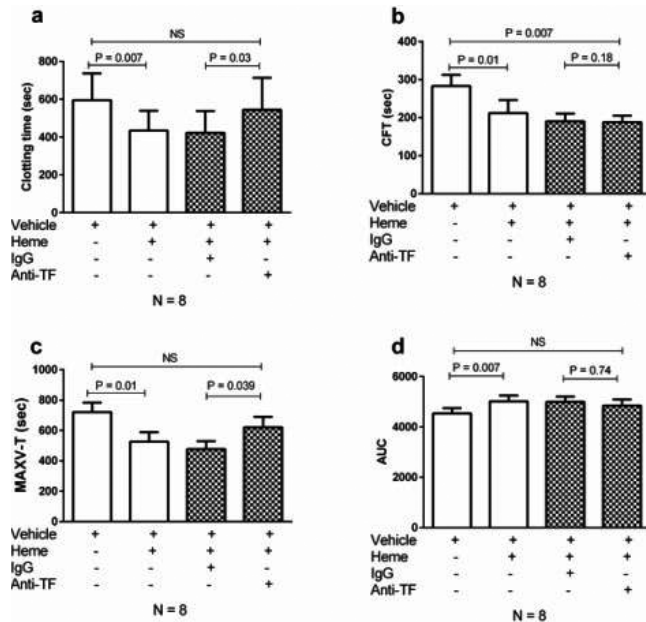 a
NS
P = 0.007
P = 0.03
Clotting time (sec)
800
600
400
200
0
Vehicle + + + +
Heme - + + +
IgG - - + -
Anti-TF - - - +
N = 8
b
P = 0.007
P = 0.01
P = 0.18
CFT (sec)
400
300
200
100
0
Vehicle + + + +
Heme - + + +
IgG - - + -
Anti-TF - - - +
N = 8
c
NS
P = 0.01
P = 0.039
MAXV-T (sec)
1000
800
600
400
200
0
Vehicle + + + +
Heme - + + +
IgG - - + -
Anti-TF - - - +
N = 8
d
NS
P = 0.007
P = 0.74
AUC
6000
4000
2000
0
Vehicle + + + +
Heme - + + +
IgG - - + -
Anti-TF - - - +
N = 8